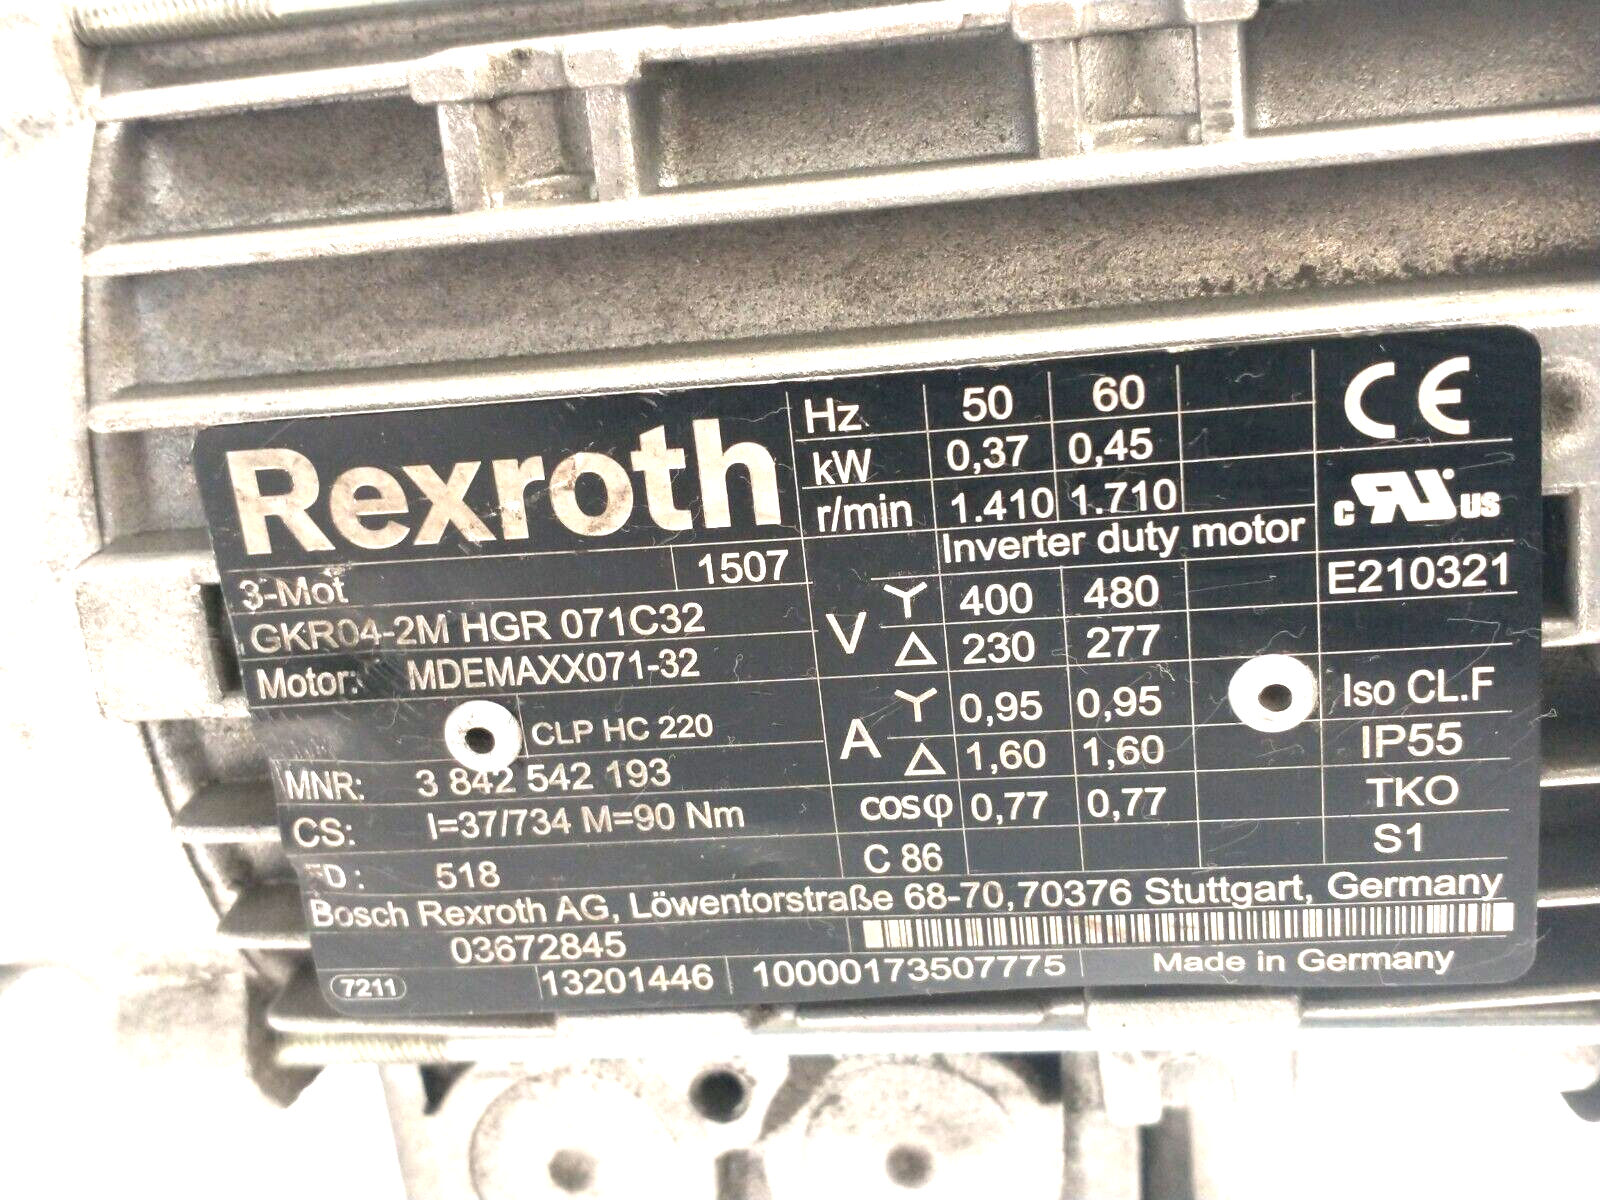 Rexroth
3-Mot 1507
GKR04-2M HGR 071C32
Motor: MDEMAXX071-32
CLP HC 220
MNR: 3 842 542 193
CS: I=37/734 M=90 Nm
FD: 518
Hz 50 60
kW 0,37 0,45
r/min 1.410 1.710
Inverter duty motor
V Y 400 480
Δ 230 277
A Y 0,95 0,95
Δ 1,60 1,60
cosφ 0,77 0,77
C 86
CE
c RU us
E210321
Iso CL.F
IP55
TKO
S1
Bosch Rexroth AG, Löwentorstraße 68-70,70376 Stuttgart, Germany
03672845
7211 13201446 10000173507775 Made in Germany